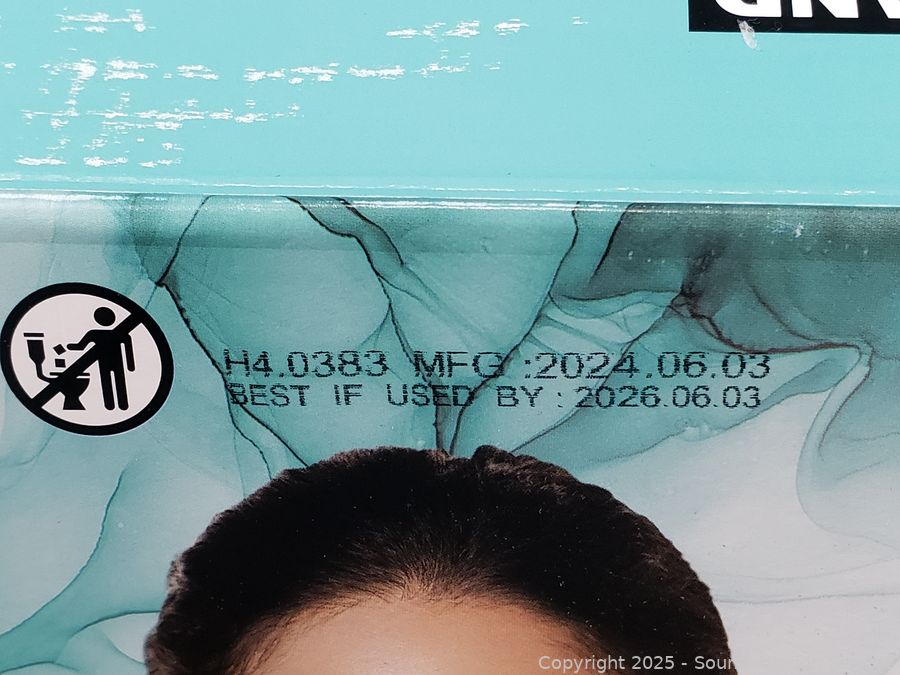 H4.0383 MFG :2024.06.03
BEST IF USED BY : 2026.06.03
Copyright 2025 - Sour